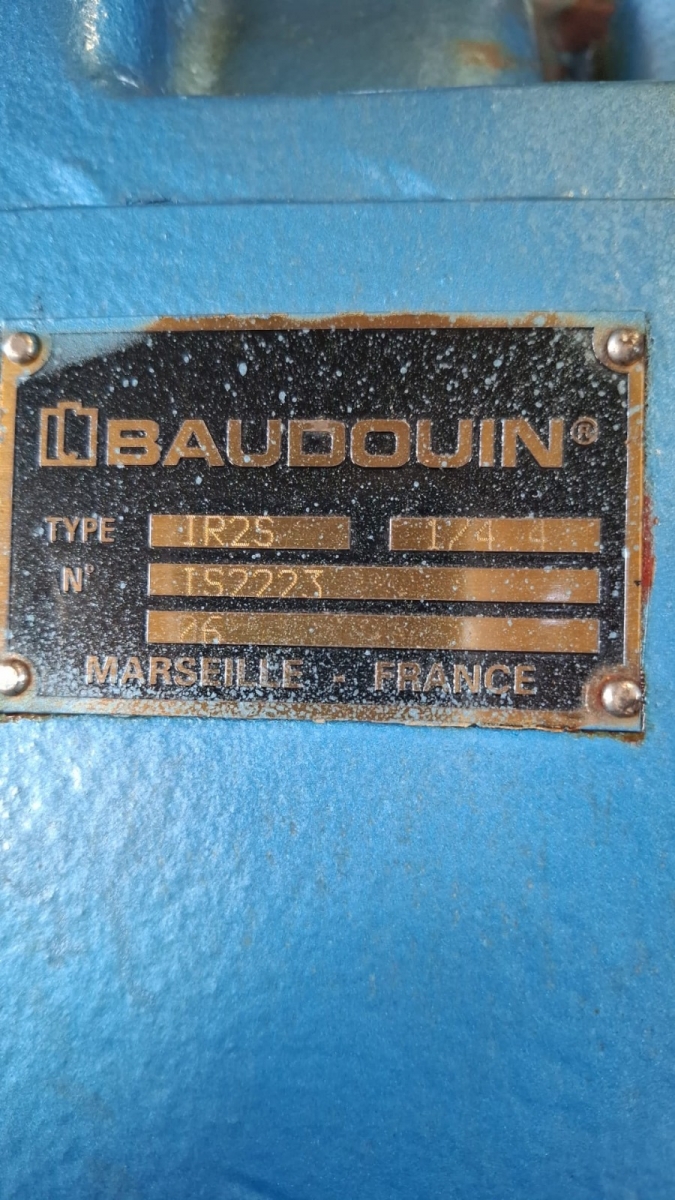 BAUDOUIN®
TYPE IR2S 1/4 4
N° IS2223
26
MARSEILLE - FRANCE